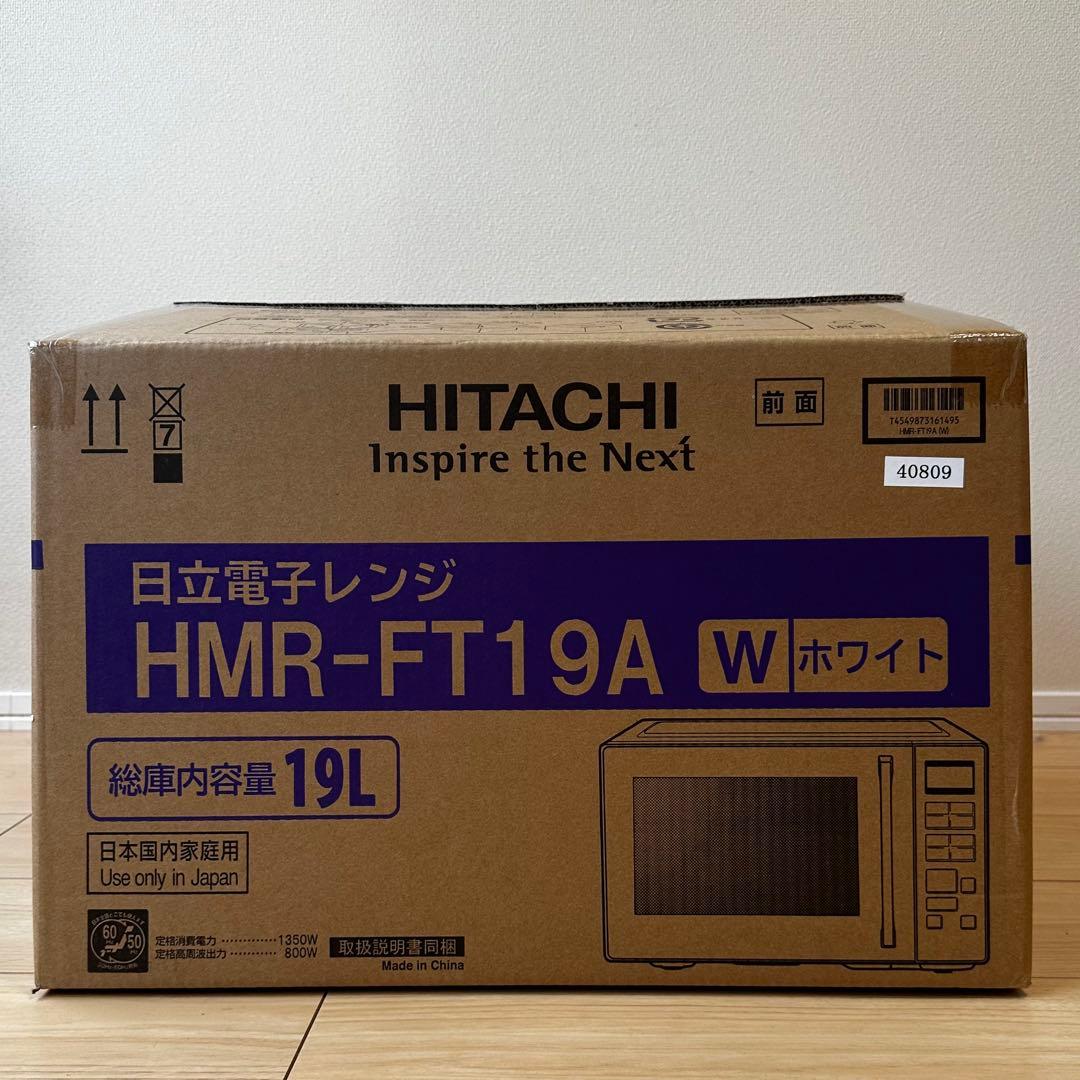 HITACHI
Inspire the Next
前面
T4549873161495
HMR-FT19A (W)
40809
7
日立電子レンジ
HMR-FT19A W ホワイト
総庫内容量 19L
日本国内家庭用
Use only in Japan
60 50
定格消費電力 ············· 1350W
定格高周波出力 ··········· 800W
取扱説明書同梱
Made in China